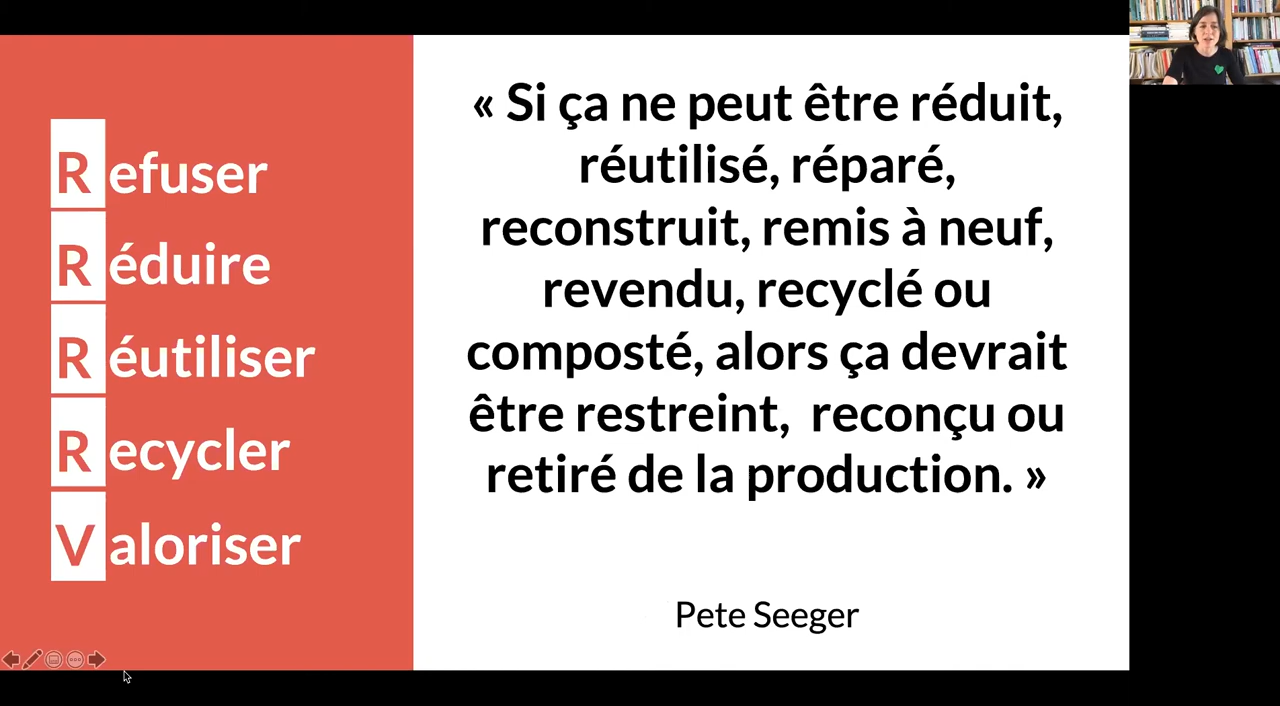 Refuser
Réduire
Réutiliser
Recycler
Valoriser
« Si ça ne peut être réduit,
réutilisé, réparé,
reconstruit, remis à neuf,
revendu, recyclé ou
composté, alors ça devrait
être restreint,  reconçu ou
retiré de la production. »
Pete Seeger